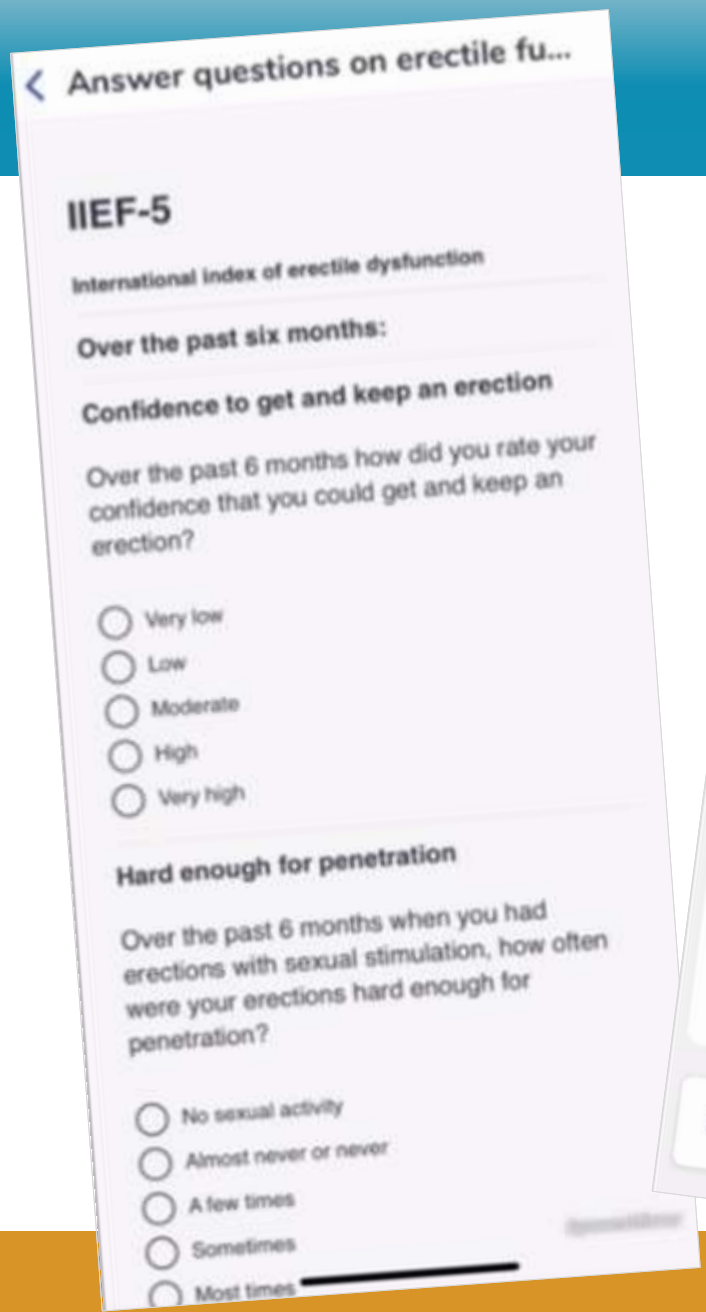 Answer questions on erectile fu...
IIEF-5
International index of erectile dysfunction
Over the past six months:
Confidence to get and keep an erection
Over the past 6 months how did you rate your
confidence that you could get and keep an
erection?
Very low
Low
Moderate
High
Very high
Hard enough for penetration
Over the past 6 months when you had
erections with sexual stimulation, how often
were your erections hard enough for
penetration?
No sexual activity
Almost never or never
A few times
Sometimes
Most times